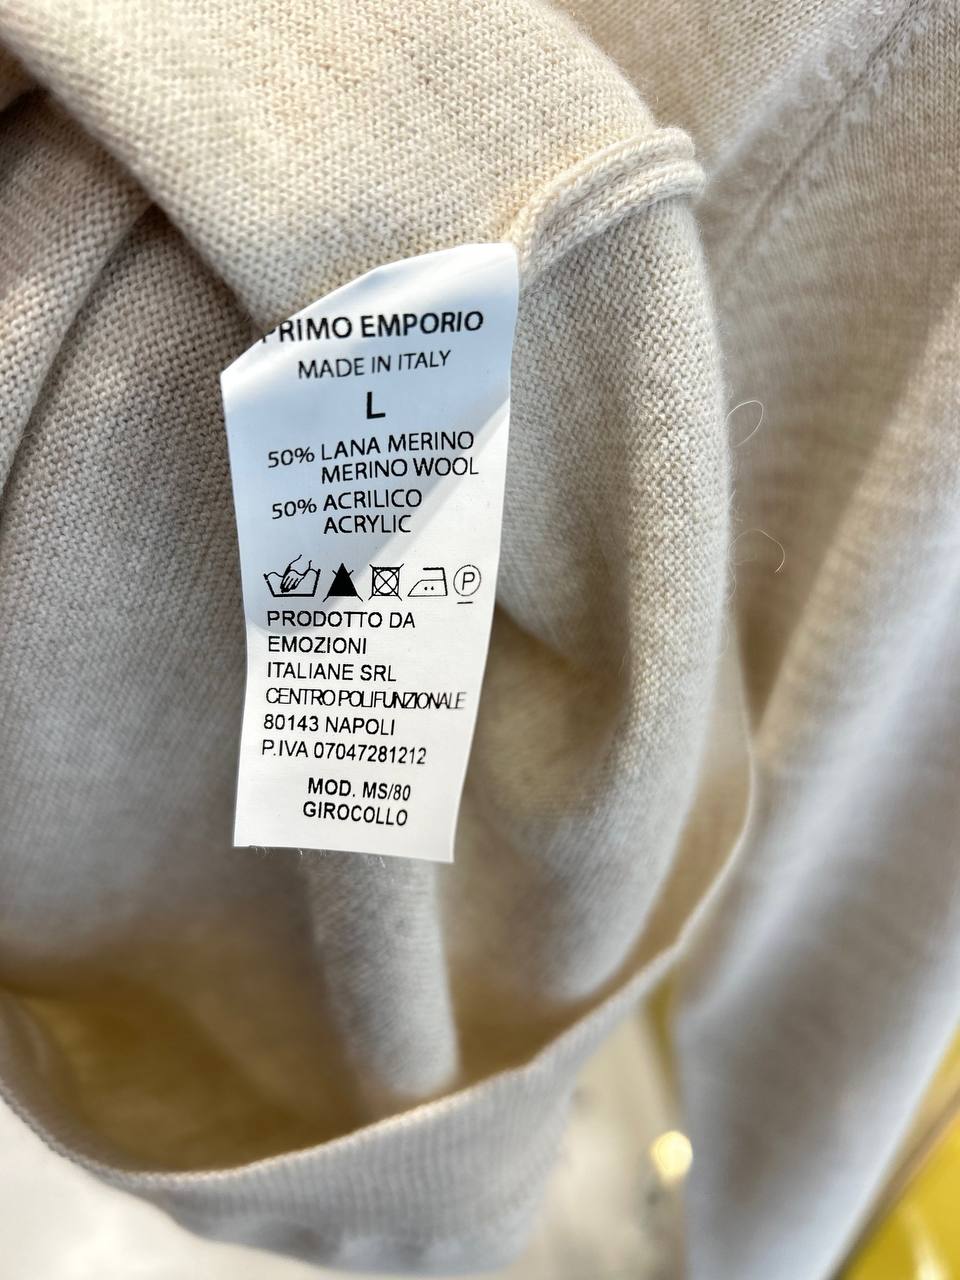 PRIMO EMPORIO
MADE IN ITALY
L
50% LANA MERINO
MERINO WOOL
50% ACRILICO
ACRYLIC
P
PRODOTTO DA
EMOZIONI
ITALIANE SRL
CENTRO POLIFUNZIONALE
80143 NAPOLI
P.IVA 07047281212
MOD. MS/80
GIROCOLLO